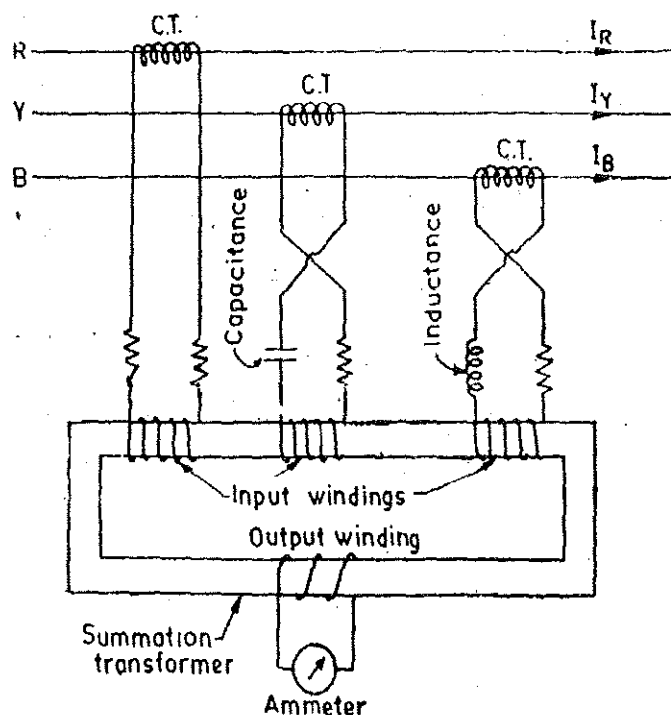 C.T.
R
I_R
C.T
Y
I_Y
C.T.
B
I_B
Capacitance
Inductance
Input windings
Output winding
Summation
transformer
Ammeter